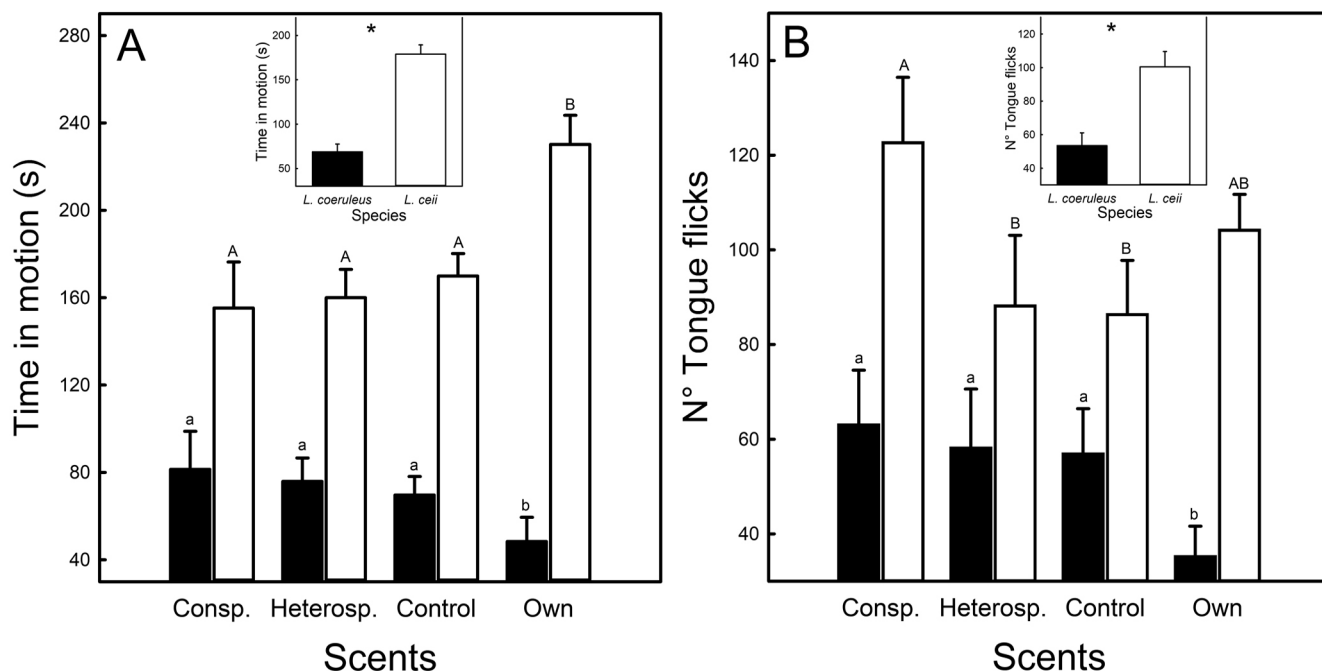 A
Time in motion (s)
280
240
200
160
120
80
40
*
Time in motion (s)
200
150
100
50
L. coeruleus L. ceii
Species
a A a A a A b B
Consp. Heterosp. Control Own
Scents
B
N° Tongue flicks
140
120
100
80
60
40
*
N° Tongue flicks
120
100
80
60
40
L. coeruleus L. ceii
Species
a A a B a B b AB
Consp. Heterosp. Control Own
Scents